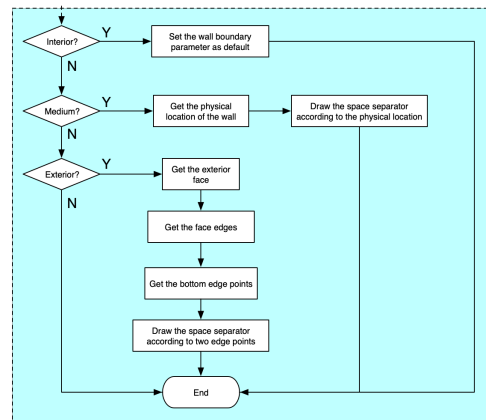 Interior?
Y
Set the wall boundary
parameter as default
N
Medium?
Y
Get the physical
location of the wall
Draw the space separator
according to the physical location
N
Exterior?
Y
Get the exterior
face
N
Get the face edges
Get the bottom edge points
Draw the space separator
according to two edge points
End